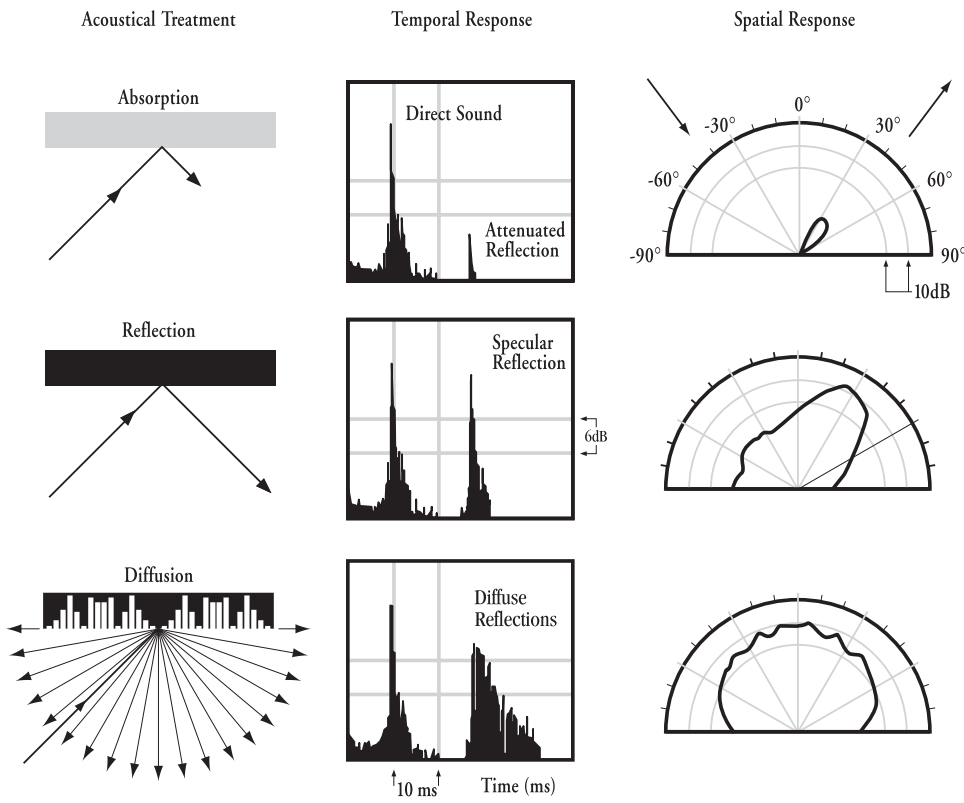 Acoustical Treatment
Temporal Response
Spatial Response
Absorption
Direct Sound
Attenuated
Reflection
-90°
-60°
-30°
0°
30°
60°
90°
10dB
Reflection
Specular
Reflection
6dB
Diffusion
Diffuse
Reflections
10 ms
Time (ms)